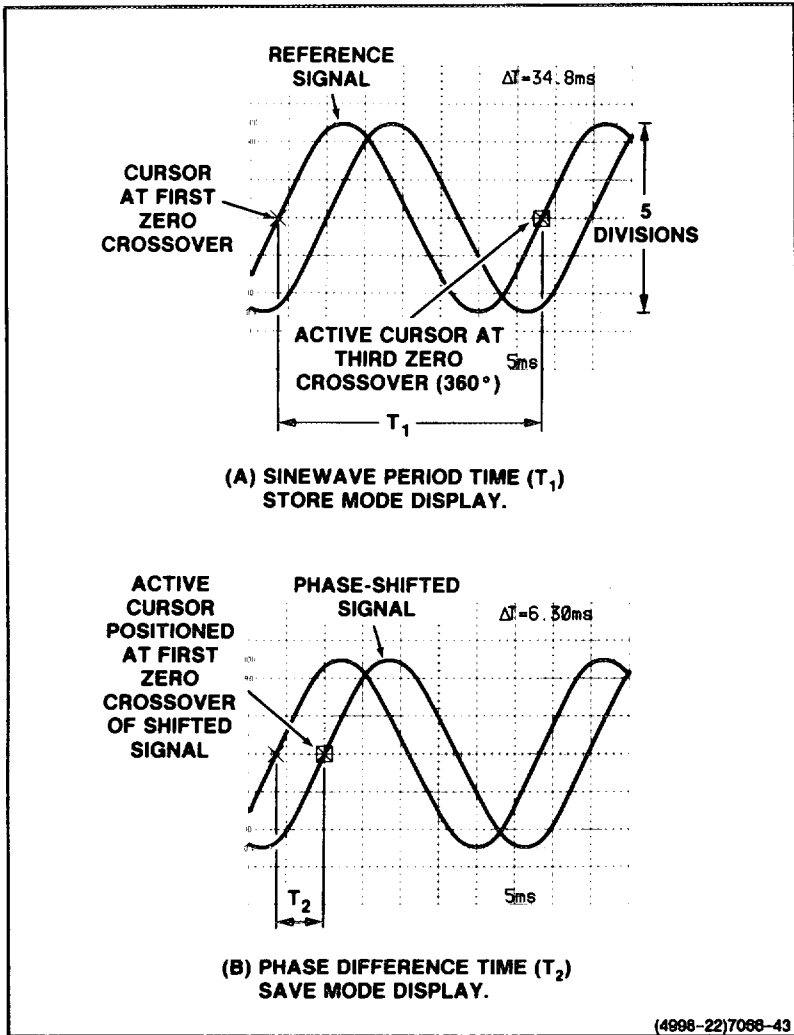 REFERENCE
SIGNAL
ΔT=34.8ms
CURSOR
AT FIRST
ZERO
CROSSOVER
5
DIVISIONS
ACTIVE CURSOR AT
THIRD ZERO
CROSSOVER (360°)
5ms
T₁
(A) SINEWAVE PERIOD TIME (T₁)
STORE MODE DISPLAY.
ACTIVE
CURSOR
POSITIONED
AT FIRST
ZERO
CROSSOVER
OF SHIFTED
SIGNAL
PHASE-SHIFTED
SIGNAL
ΔT=6.30ms
T₂
5ms
(B) PHASE DIFFERENCE TIME (T₂)
SAVE MODE DISPLAY.
(4998-22)7068-43